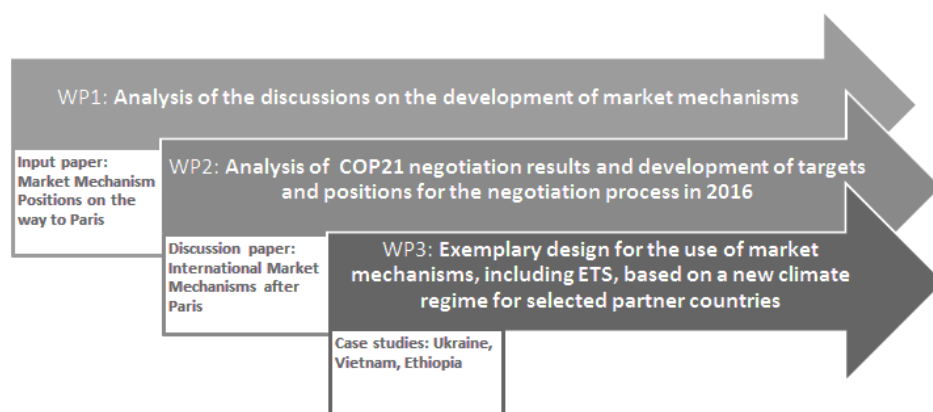 WP1: Analysis of the discussions on the development of market mechanisms
Input paper:
Market Mechanism
Positions on the
way to Paris
WP2: Analysis of COP21 negotiation results and development of targets
and positions for the negotiation process in 2016
Discussion paper:
International Market
Mechanisms after
Paris
WP3: Exemplary design for the use of market
mechanisms, including ETS, based on a new climate
regime for selected partner countries
Case studies: Ukraine,
Vietnam, Ethiopia